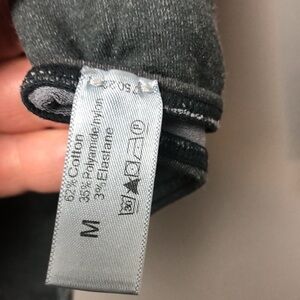 62% Cotton
35% Polyamide/nylon
3% Elastane
M